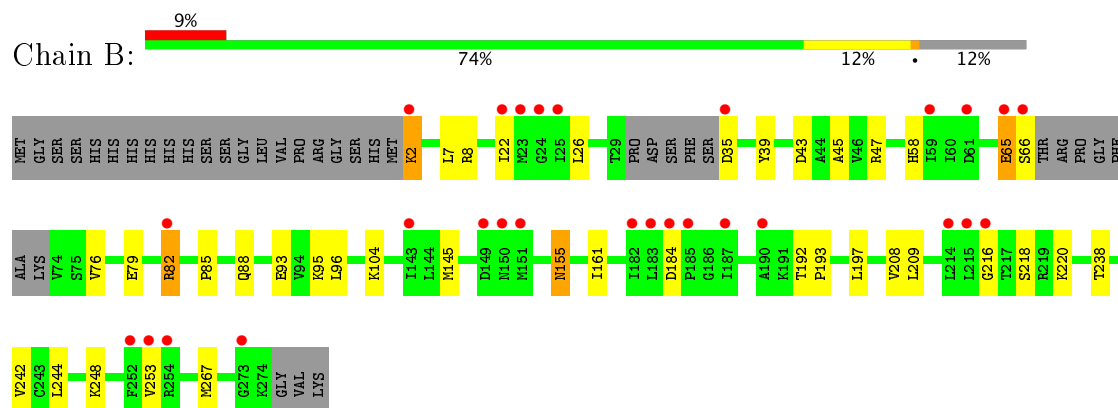 9%
Chain B:
74% 12% • 12%
MET GLY SER SER HIS HIS HIS HIS HIS HIS SER SER GLY LEU VAL PRO ARG GLY SER HIS MET K2 L7 R8 I22 M23 G24 I25 L26 T29 PRO ASP SER PHE SER D35 Y39 D43 A44 A45 V46 R47 H58 I59 I60 D61 E65 S66 THR ARG PRO GLY PHE
ALA LYS V74 S75 V76 E79 R82 P85 Q88 E93 V94 K95 L96 K104 I143 L144 M145 D149 N150 M151 N155 I161 I182 L183 D184 P185 G186 I187 A190 K191 T192 P193 L197 V208 L209 L214 L215 G216 T217 S218 R219 K220 T238
V242 C243 L244 K248 F252 V253 R254 M267 G273 K274 GLY VAL LYS